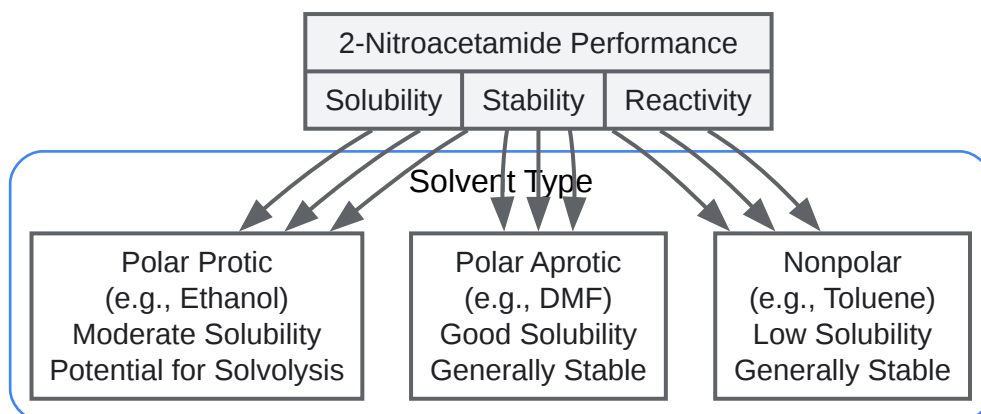 2-Nitroacetamide Performance
Solubility
Stability
Reactivity
Solvent Type
Polar Protic
(e.g., Ethanol)
Moderate Solubility
Potential for Solvolysis
Polar Aprotic
(e.g., DMF)
Good Solubility
Generally Stable
Nonpolar
(e.g., Toluene)
Low Solubility
Generally Stable